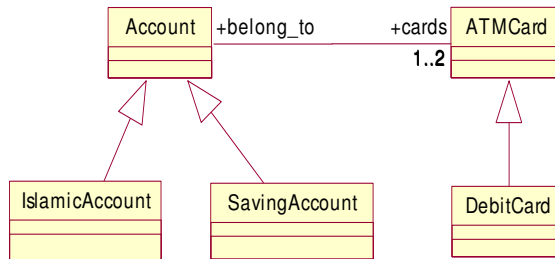 Account
+belong_to
+cards
ATMCard
1..2
IslamicAccount
SavingAccount
DebitCard